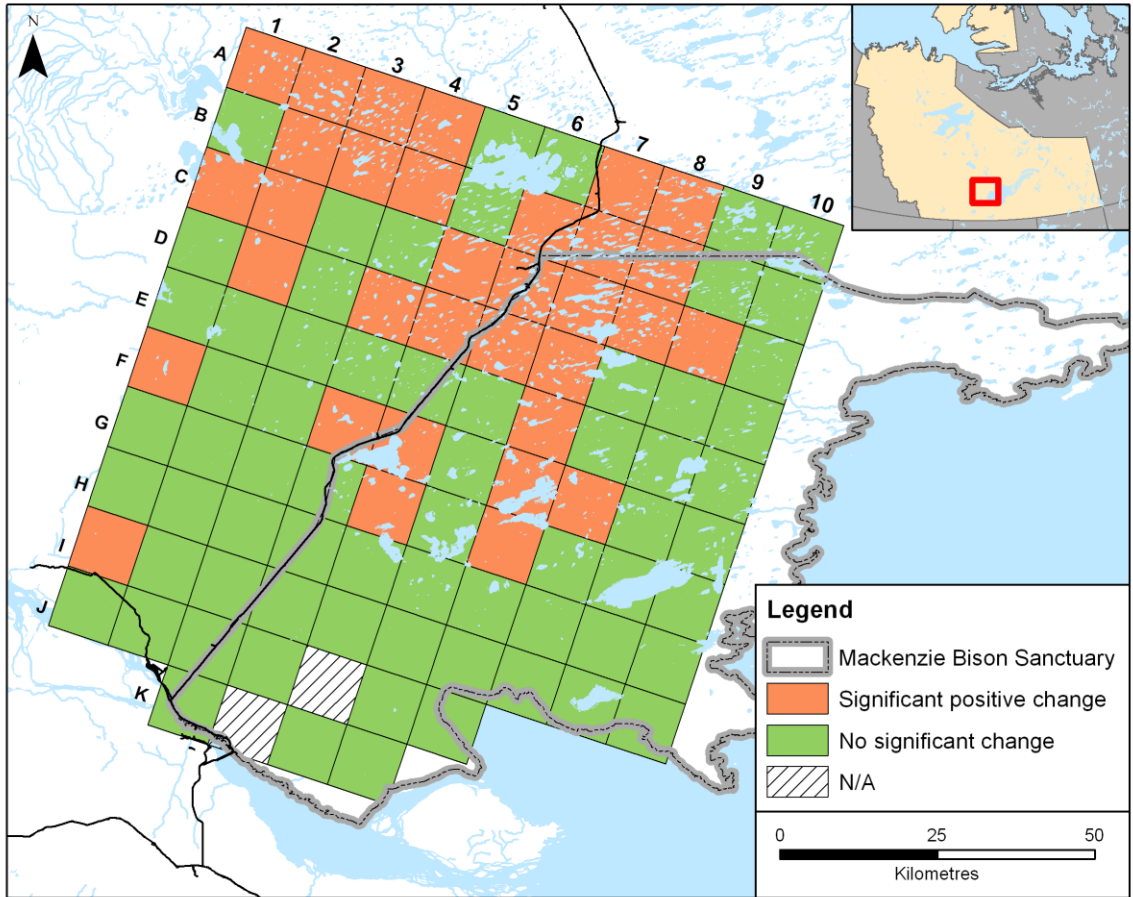 N
1
2
3
4
5
6
7
8
9
10
A
B
C
D
E
F
G
H
I
J
K
Legend
Mackenzie Bison Sanctuary
Significant positive change
No significant change
N/A
0 25 50
Kilometres